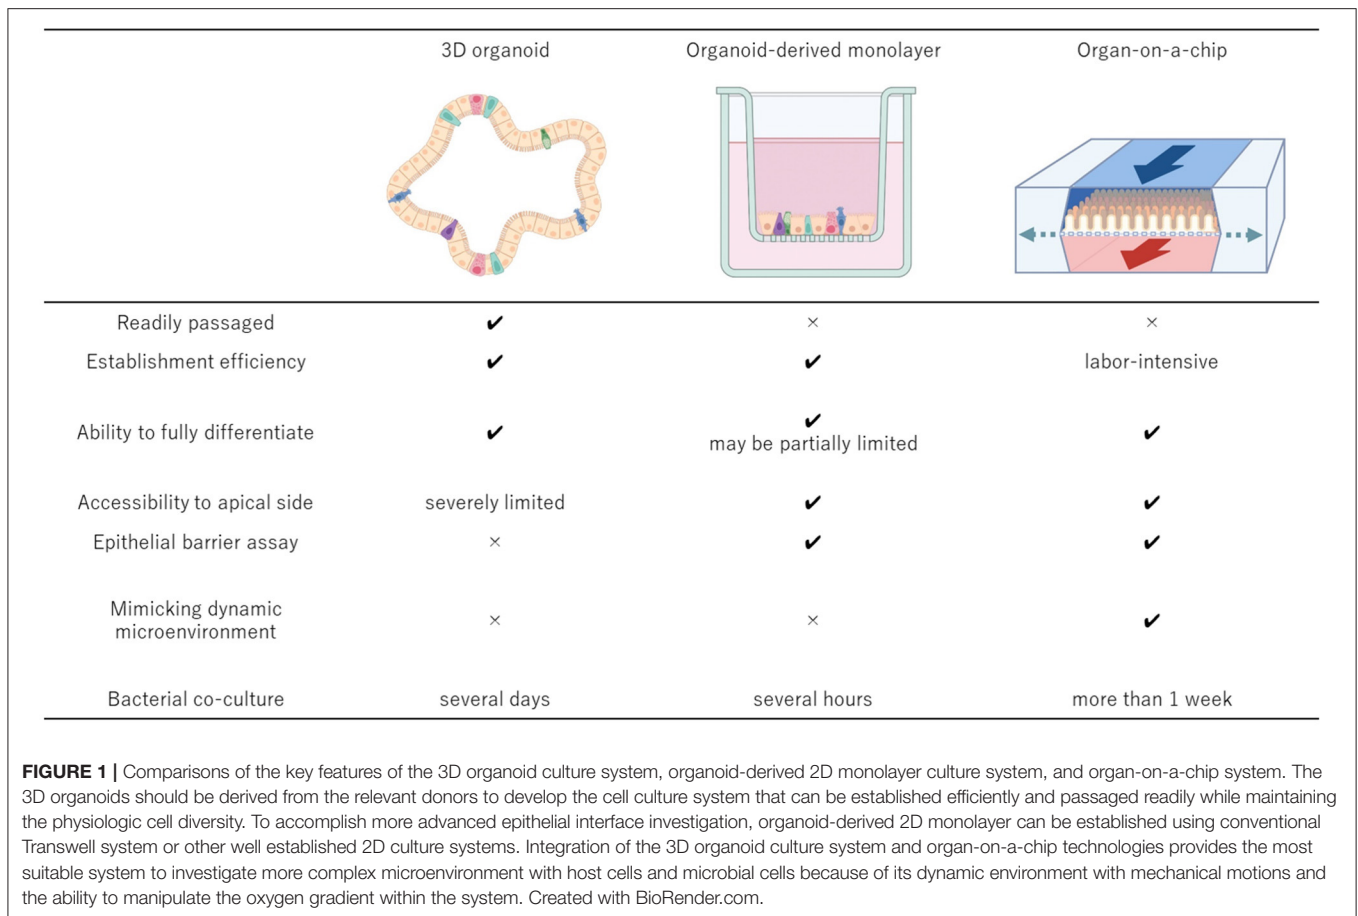 3D organoid Organoid-derived monolayer Organ-on-a-chip
Readily passaged ✔ × ×
Establishment efficiency ✔ ✔ labor-intensive
Ability to fully differentiate ✔ ✔ may be partially limited ✔
Accessibility to apical side severely limited ✔ ✔
Epithelial barrier assay × ✔ ✔
Mimicking dynamic
microenvironment × × ✔
Bacterial co-culture several days several hours more than 1 week
FIGURE 1 | Comparisons of the key features of the 3D organoid culture system, organoid-derived 2D monolayer culture system, and organ-on-a-chip system. The
3D organoids should be derived from the relevant donors to develop the cell culture system that can be established efficiently and passaged readily while maintaining
the physiologic cell diversity. To accomplish more advanced epithelial interface investigation, organoid-derived 2D monolayer can be established using conventional
Transwell system or other well established 2D culture systems. Integration of the 3D organoid culture system and organ-on-a-chip technologies provides the most
suitable system to investigate more complex microenvironment with host cells and microbial cells because of its dynamic environment with mechanical motions and
the ability to manipulate the oxygen gradient within the system. Created with BioRender.com.